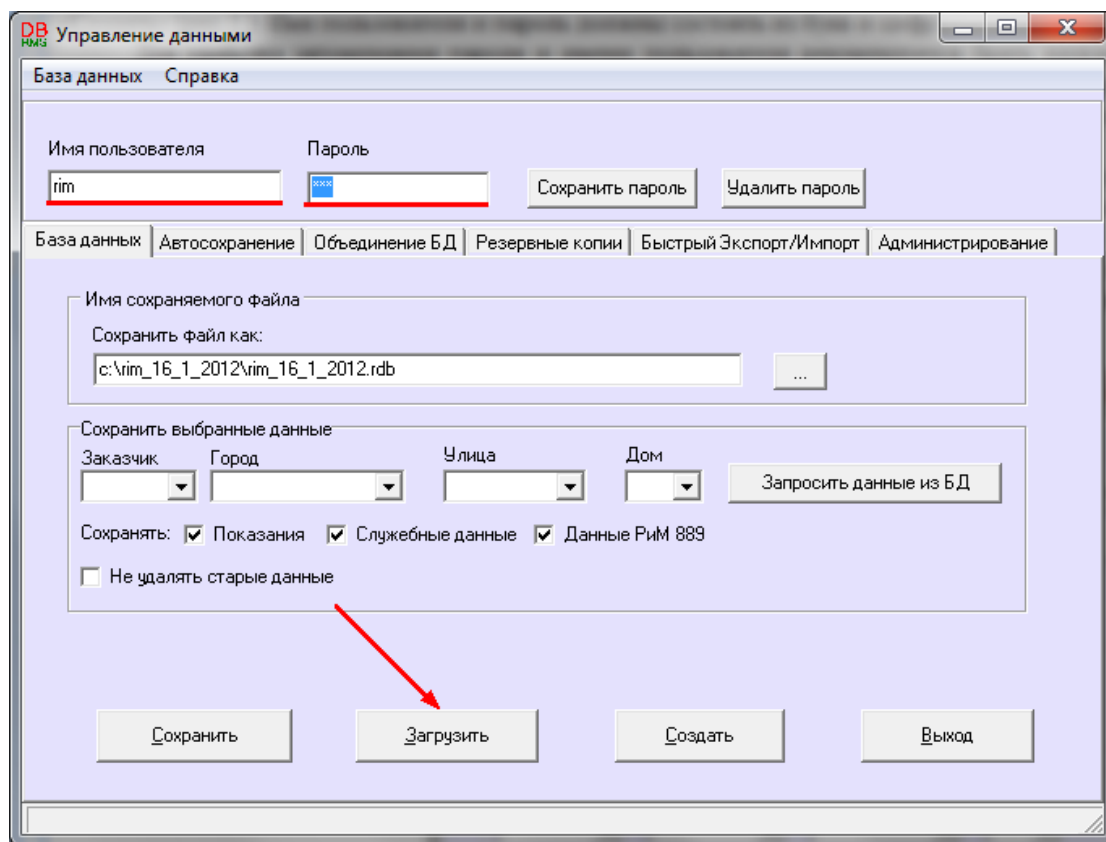 DB
RMS
Управление данными
База данных Справка
Имя пользователя Пароль
rim *** Сохранить пароль Удалить пароль
База данных Автосохранение Объединение БД Резервные копии Быстрый Экспорт/Импорт Администрирование
Имя сохраняемого файла
Сохранить файл как:
c:\rim_16_1_2012\rim_16_1_2012.rdb ...
Сохранить выбранные данные
Заказчик Город Улица Дом
Запросить данные из БД
Сохранять: Показания Служебные данные Данные РиМ 889
Не удалять старые данные
Сохранить Загрузить Создать Выход